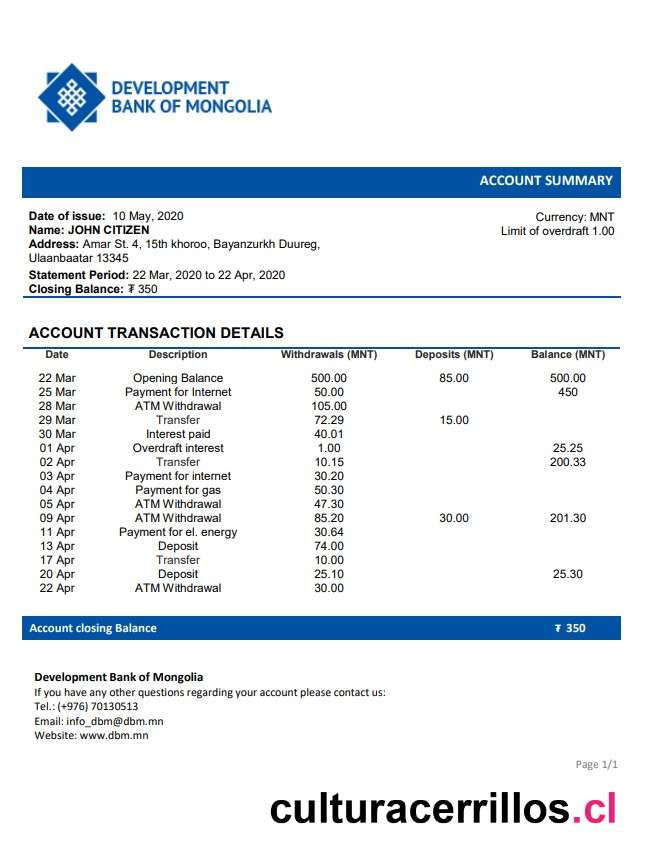 DEVELOPMENT
BANK OF MONGOLIA
ACCOUNT SUMMARY
Date of issue: 10 May, 2020
Name: JOHN CITIZEN
Address: Amar St. 4, 15th khoroo, Bayanzurkh Duureg,
Ulaanbaatar 13345
Statement Period: 22 Mar, 2020 to 22 Apr, 2020
Closing Balance: ₮ 350
Currency: MNT
Limit of overdraft 1.00
ACCOUNT TRANSACTION DETAILS
Date Description Withdrawals (MNT) Deposits (MNT) Balance (MNT)
22 Mar Opening Balance 500.00 85.00 500.00
25 Mar Payment for Internet 50.00 450
28 Mar ATM Withdrawal 105.00
29 Mar Transfer 72.29 15.00
30 Mar Interest paid 40.01
01 Apr Overdraft interest 1.00 25.25
02 Apr Transfer 10.15 200.33
03 Apr Payment for internet 30.20
04 Apr Payment for gas 50.30
05 Apr ATM Withdrawal 47.30
09 Apr ATM Withdrawal 85.20 30.00 201.30
11 Apr Payment for el. energy 30.64
13 Apr Deposit 74.00
17 Apr Transfer 10.00
20 Apr Deposit 25.10 25.30
22 Apr ATM Withdrawal 30.00
Account closing Balance ₮ 350
Development Bank of Mongolia
If you have any other questions regarding your account please contact us:
Tel.: (+976) 70130513
Email: info_dbm@dbm.mn
Website: www.dbm.mn
Page 1/1
culturacerrillos.cl